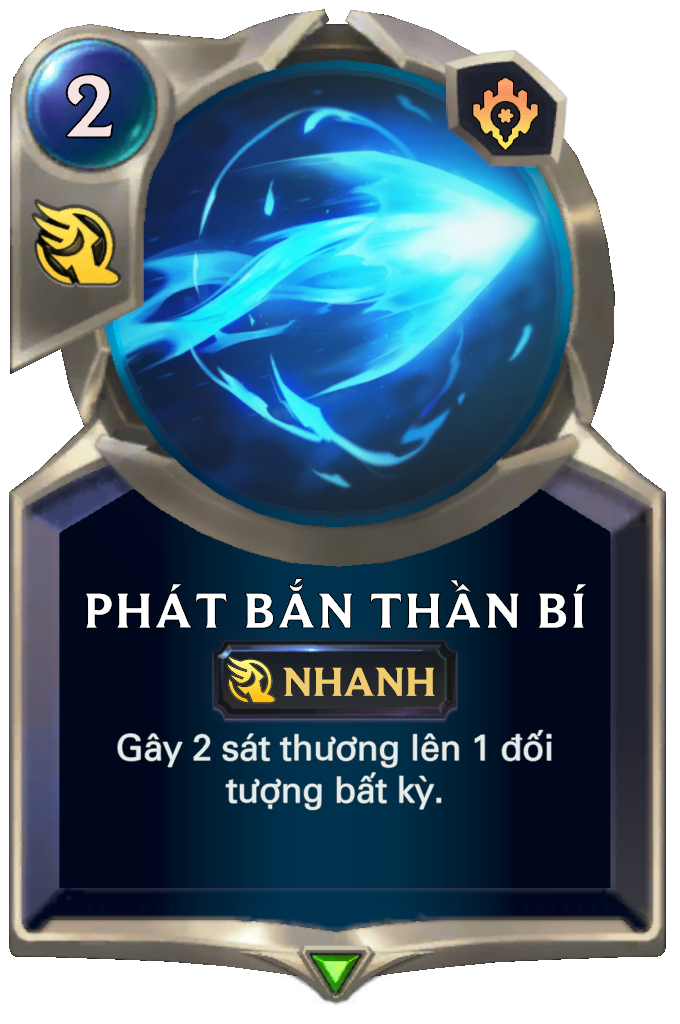 2
PHÁT BẮN THẦN BÍ
NHANH
Gây 2 sát thương lên 1 đối
tượng bất kỳ.